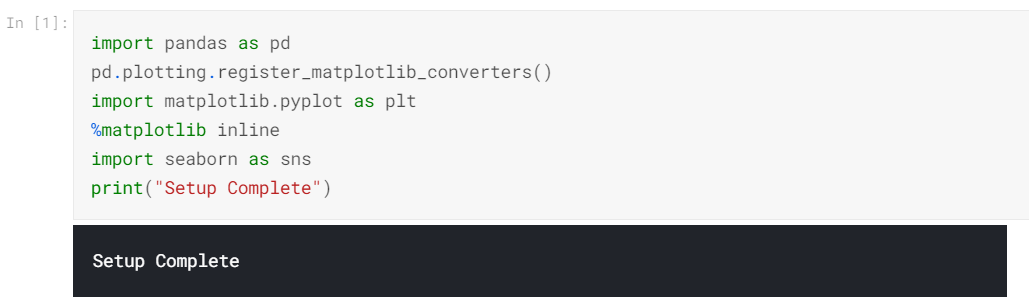 In [1]:
import pandas as pd
pd.plotting.register_matplotlib_converters()
import matplotlib.pyplot as plt
%matplotlib inline
import seaborn as sns
print("Setup Complete")
Setup Complete